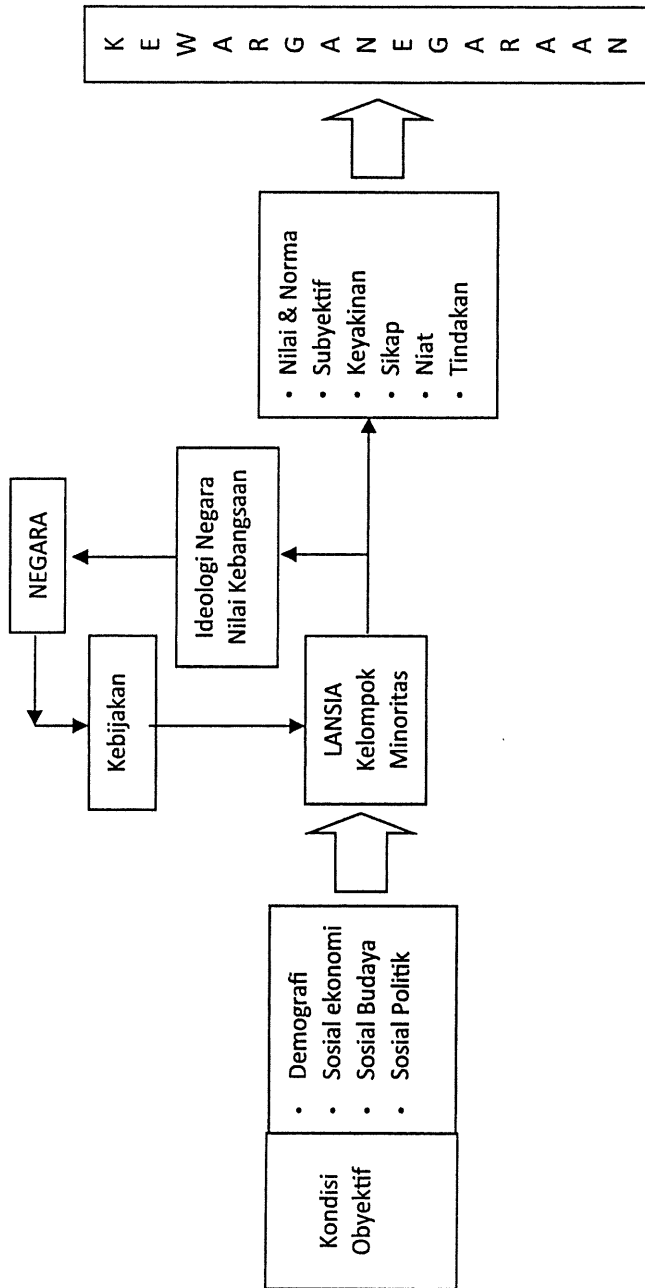 Kondisi
Obyektif
• Demografi
• Sosial ekonomi
• Sosial Budaya
• Sosial Politik
LANSIA
Kelompok
Minoritas
Kebijakan
NEGARA
Ideologi Negara
Nilai Kebangsaan
• Nilai & Norma
• Subyektif
• Keyakinan
• Sikap
• Niat
• Tindakan
K E W A R G A N E G A R A A N